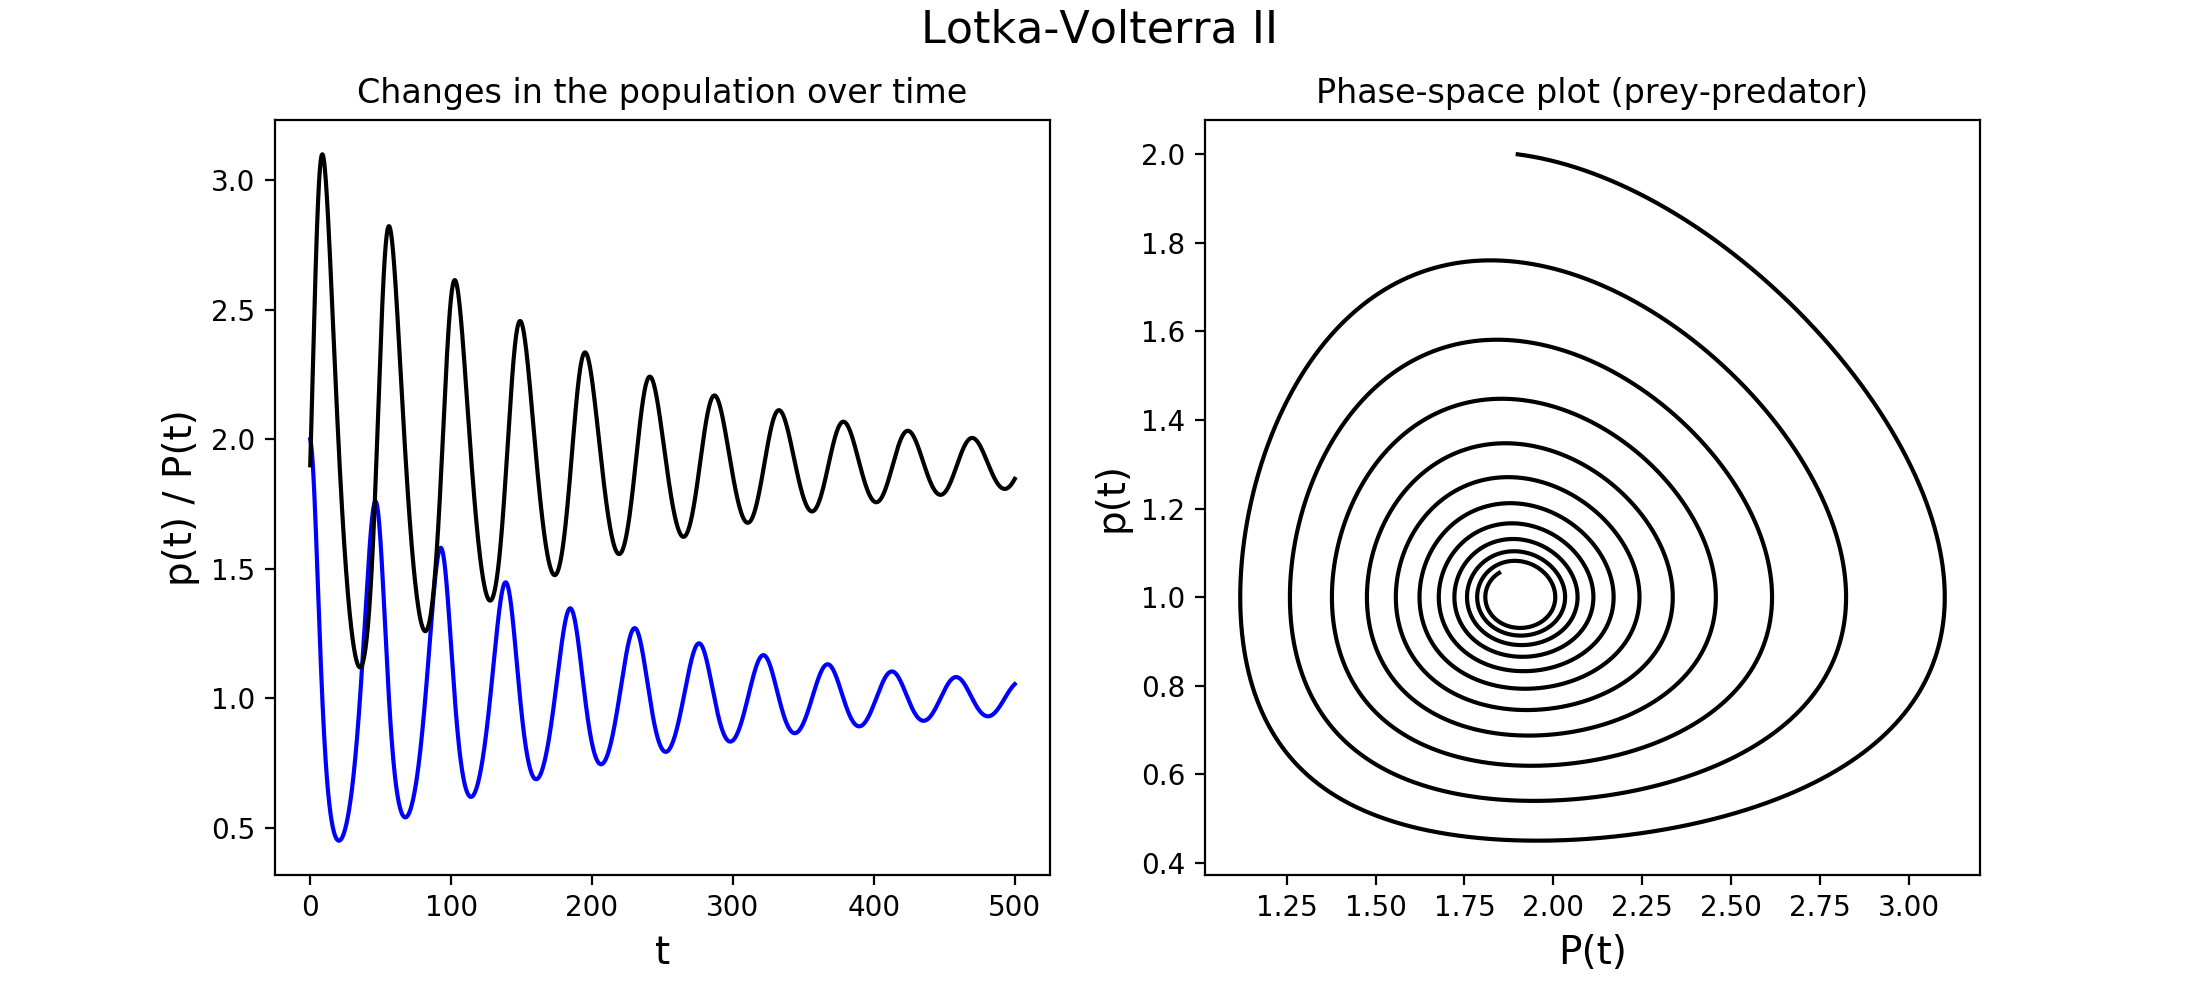 Lotka-Volterra II
Changes in the population over time
p(t) / P(t)
3.0
2.5
2.0
1.5
1.0
0.5
0 100 200 300 400 500
t
Phase-space plot (prey-predator)
p(t)
2.0
1.8
1.6
1.4
1.2
1.0
0.8
0.6
0.4
1.25 1.50 1.75 2.00 2.25 2.50 2.75 3.00
P(t)